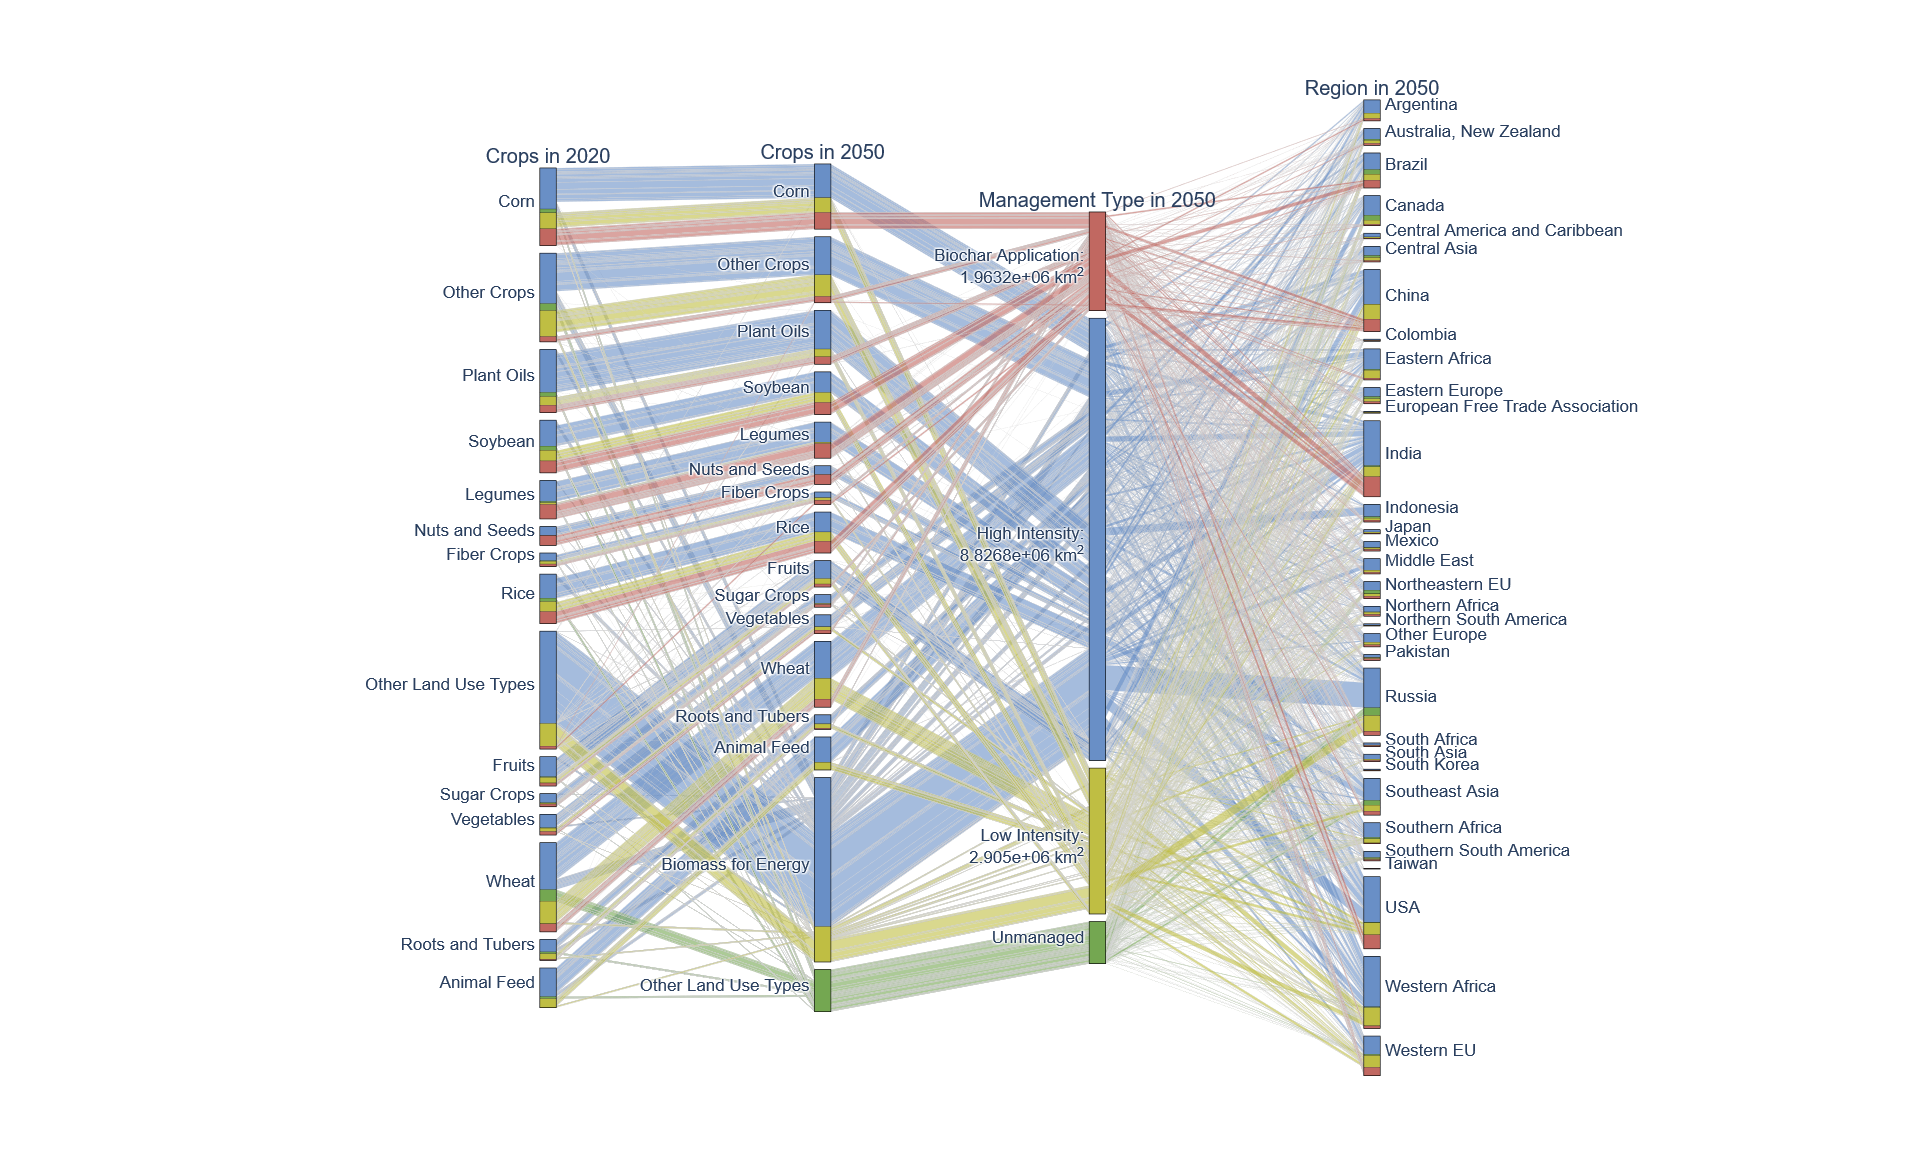 Crops in 2020
Corn
Other Crops
Plant Oils
Soybean
Legumes
Nuts and Seeds
Fiber Crops
Rice
Other Land Use Types
Fruits
Sugar Crops
Vegetables
Wheat
Roots and Tubers
Animal Feed
Crops in 2050
Corn
Other Crops
Plant Oils
Soybean
Legumes
Nuts and Seeds
Fiber Crops
Rice
Fruits
Sugar Crops
Vegetables
Wheat
Roots and Tubers
Animal Feed
Biomass for Energy
Other Land Use Types
Management Type in 2050
Biochar Application:
1.9632e+06 km²
High Intensity:
8.8268e+06 km²
Low Intensity:
2.905e+06 km²
Unmanaged
Region in 2050
Argentina
Australia, New Zealand
Brazil
Canada
Central America and Caribbean
Central Asia
China
Colombia
Eastern Africa
Eastern Europe
European Free Trade Association
India
Indonesia
Japan
Mexico
Middle East
Northeastern EU
Northern Africa
Northern South America
Other Europe
Pakistan
Russia
South Africa
South Asia
South Korea
Southeast Asia
Southern Africa
Southern South America
Taiwan
USA
Western Africa
Western EU